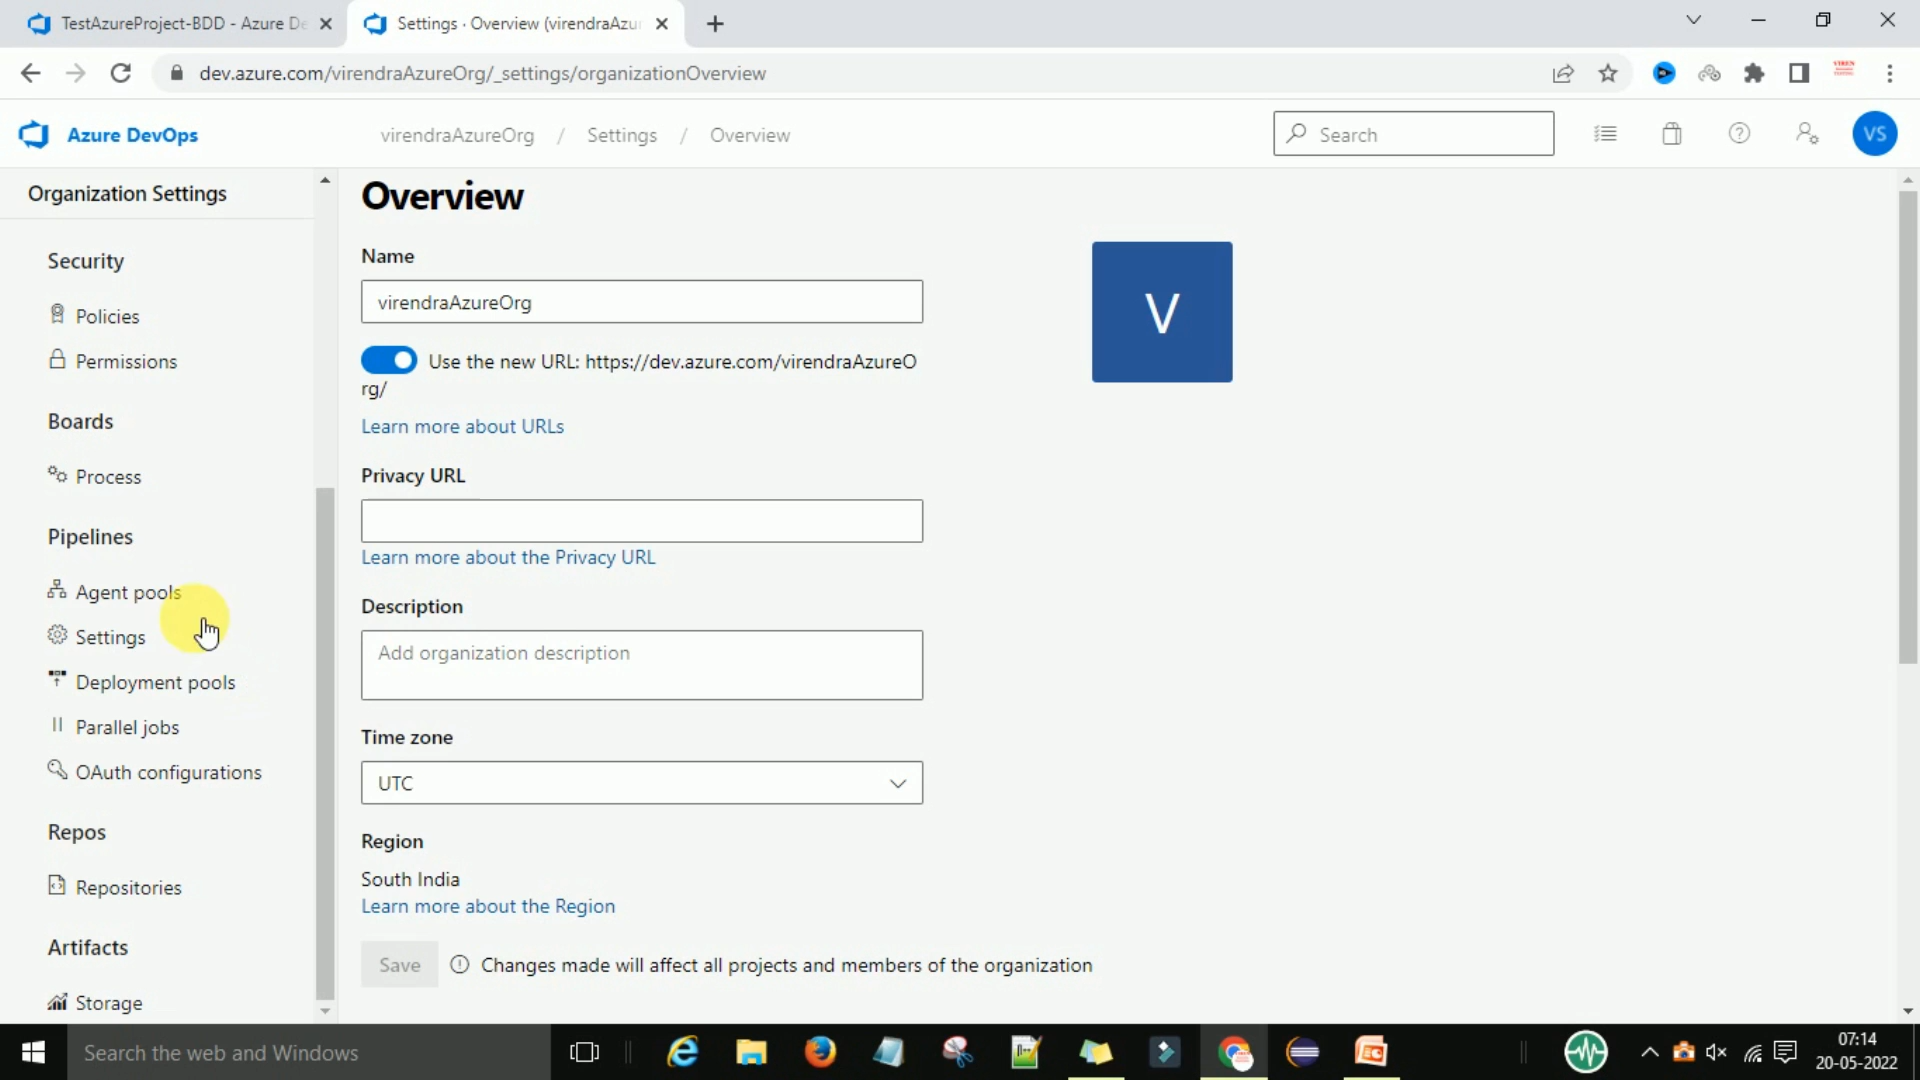 TestAzureProject-BDD - Azure De
Settings · Overview (virendraAzur
dev.azure.com/virendraAzureOrg/_settings/organizationOverview
VIREN
Azure DevOps
virendraAzureOrg / Settings / Overview
Search
VS
Organization Settings
Security
Policies
Permissions
Boards
Process
Pipelines
Agent pools
Settings
Deployment pools
Parallel jobs
OAuth configurations
Repos
Repositories
Artifacts
Storage
Overview
Name
virendraAzureOrg
V
Use the new URL: https://dev.azure.com/virendraAzureO
rg/
Learn more about URLs
Privacy URL
Learn more about the Privacy URL
Description
Add organization description
Time zone
UTC
Region
South India
Learn more about the Region
Save
Changes made will affect all projects and members of the organization
Search the web and Windows
07:14
20-05-2022